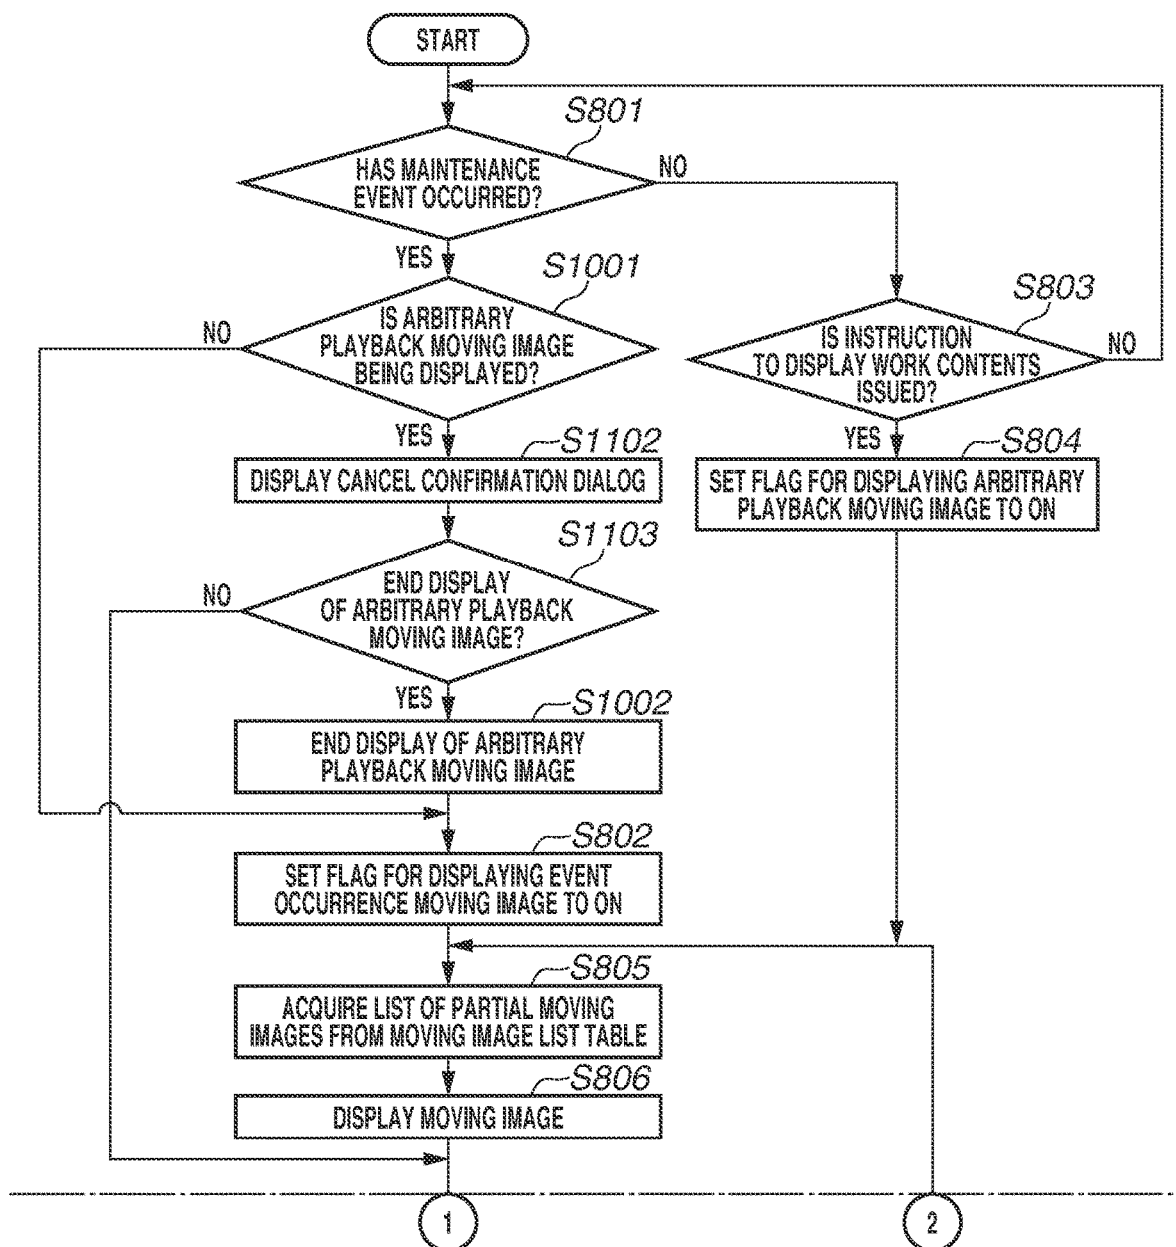 START
S801
HAS MAINTENANCE
EVENT OCCURRED?
NO
YES
S1001
IS ARBITRARY
PLAYBACK MOVING IMAGE
BEING DISPLAYED?
NO
S803
IS INSTRUCTION
TO DISPLAY WORK CONTENTS
ISSUED?
NO
YES
S1102
DISPLAY CANCEL CONFIRMATION DIALOG
YES
S804
SET FLAG FOR DISPLAYING ARBITRARY
PLAYBACK MOVING IMAGE TO ON
S1103
END DISPLAY
OF ARBITRARY PLAYBACK
MOVING IMAGE?
NO
YES
S1002
END DISPLAY OF ARBITRARY
PLAYBACK MOVING IMAGE
S802
SET FLAG FOR DISPLAYING EVENT
OCCURRENCE MOVING IMAGE TO ON
S805
ACQUIRE LIST OF PARTIAL MOVING
IMAGES FROM MOVING IMAGE LIST TABLE
S806
DISPLAY MOVING IMAGE
1
2